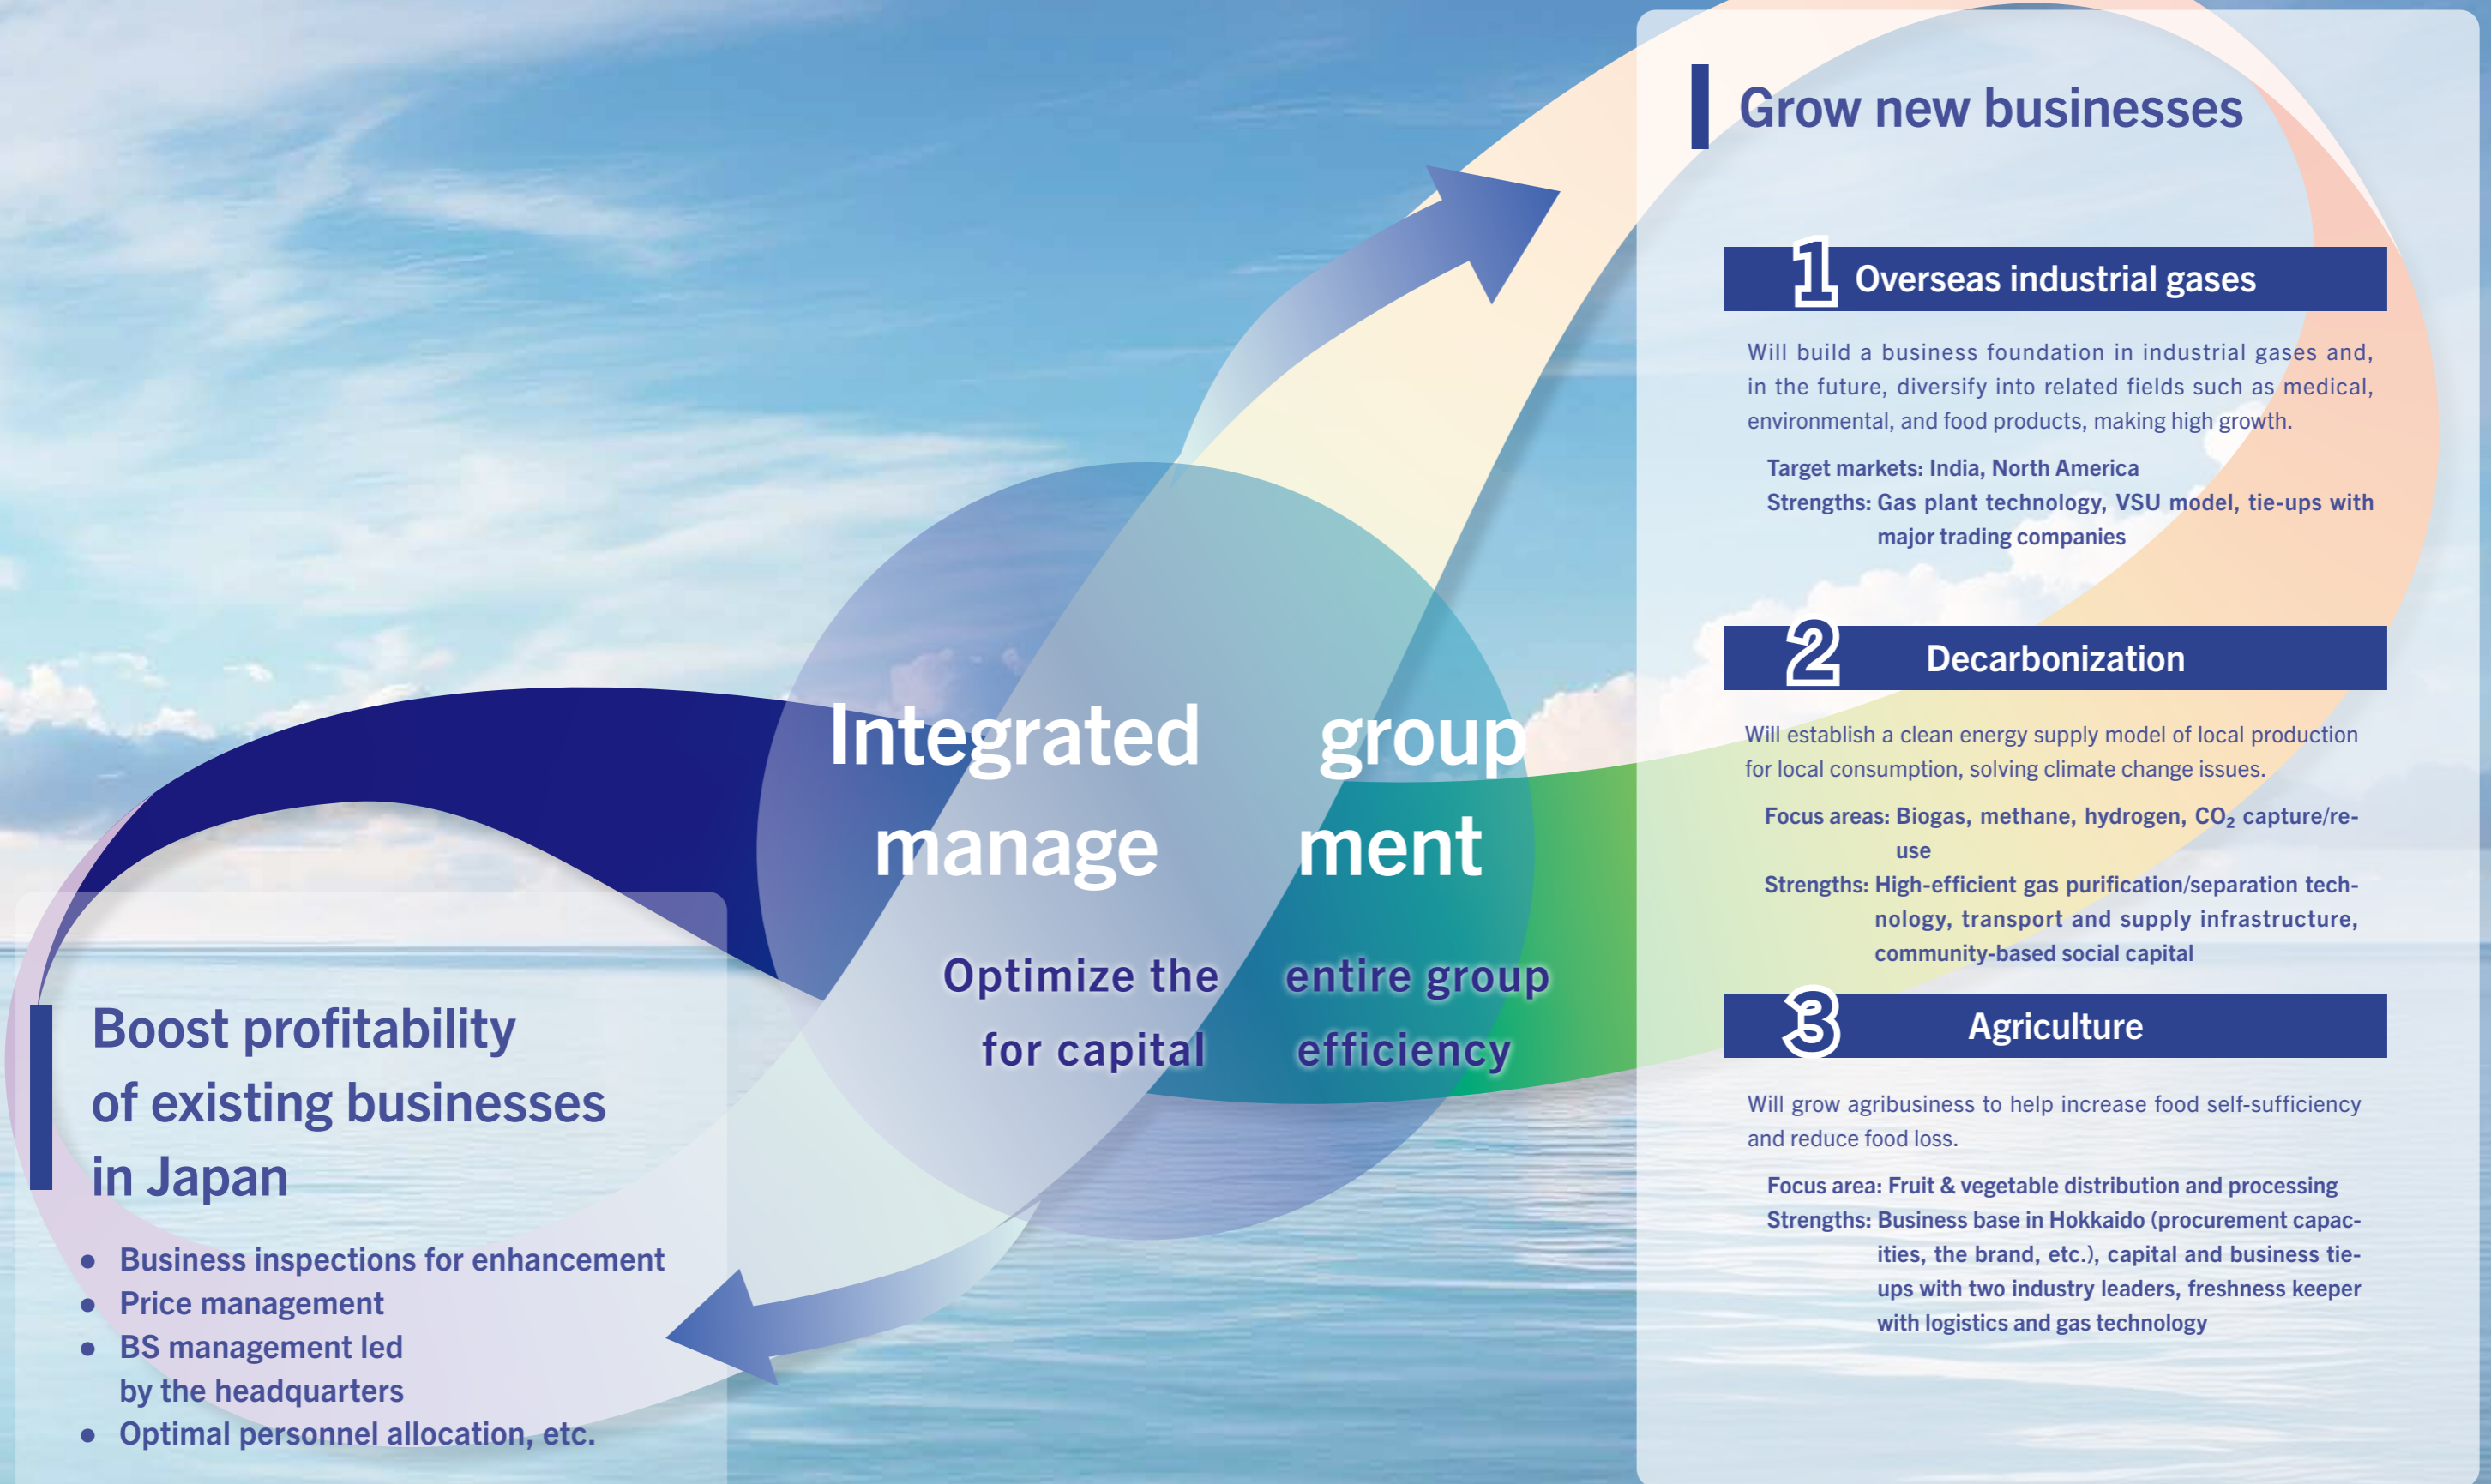 Integrated group
manage ment
Optimize the entire group
for capital efficiency
Boost profitability
of existing businesses
in Japan
● Business inspections for enhancement
● Price management
● BS management led
by the headquarters
● Optimal personnel allocation, etc.
Grow new businesses
1 Overseas industrial gases
Will build a business foundation in industrial gases and,
in the future, diversify into related fields such as medical,
environmental, and food products, making high growth.
Target markets: India, North America
Strengths: Gas plant technology, VSU model, tie-ups with
major trading companies
2 Decarbonization
Will establish a clean energy supply model of local production
for local consumption, solving climate change issues.
Focus areas: Biogas, methane, hydrogen, CO₂ capture/re-
use
Strengths: High-efficient gas purification/separation tech-
nology, transport and supply infrastructure,
community-based social capital
3 Agriculture
Will grow agribusiness to help increase food self-sufficiency
and reduce food loss.
Focus area: Fruit & vegetable distribution and processing
Strengths: Business base in Hokkaido (procurement capac-
ities, the brand, etc.), capital and business tie-
ups with two industry leaders, freshness keeper
with logistics and gas technology